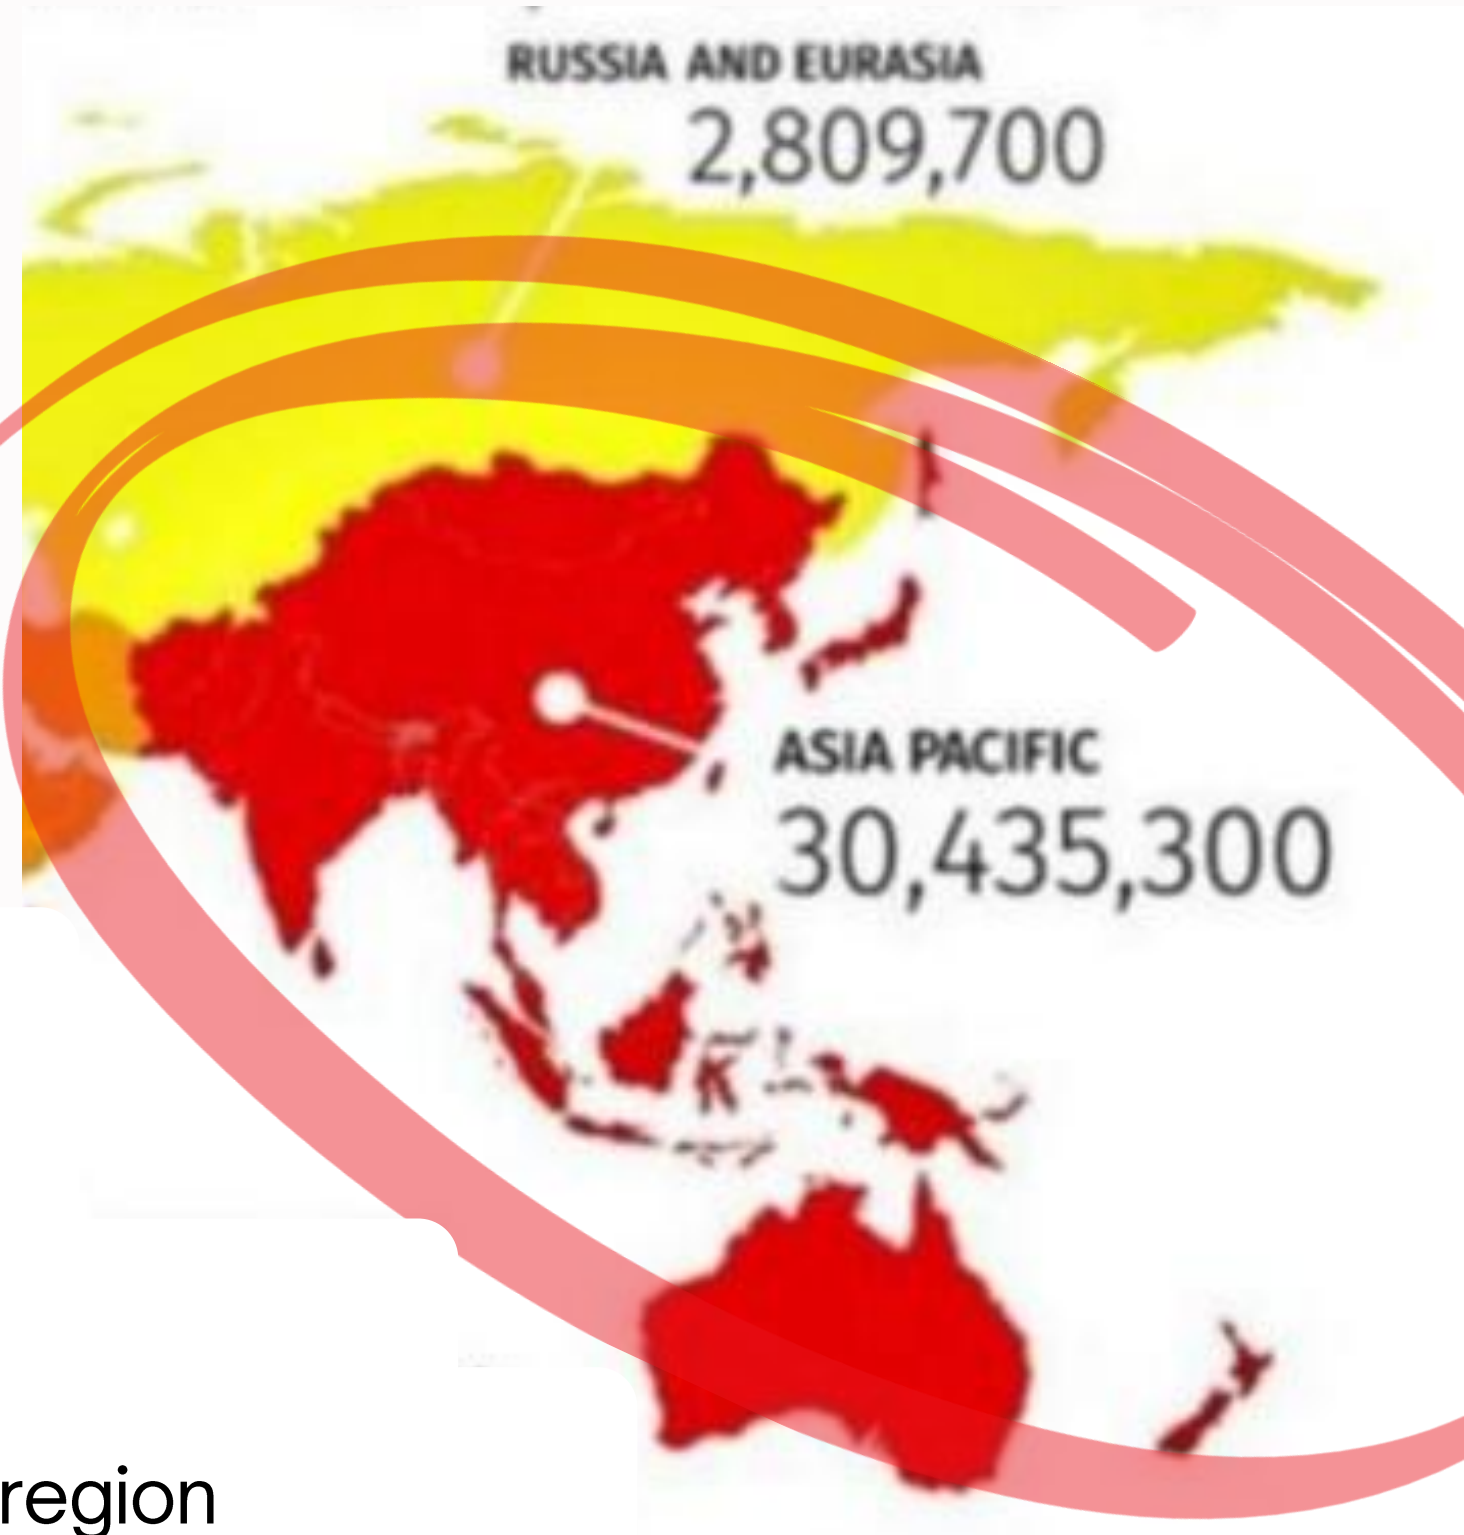 RUSSIA AND EURASIA
2,809,700
ASIA PACIFIC
30,435,300
region